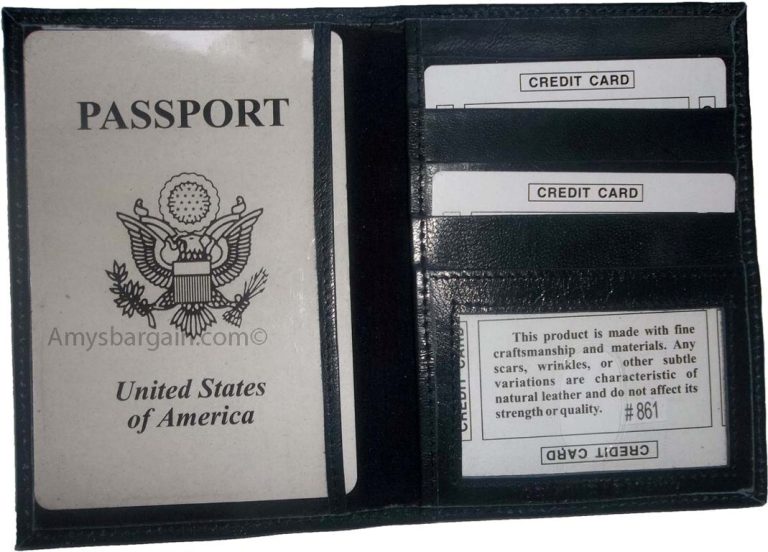 PASSPORT
Amysbargain.com©
United States
of America
CREDIT CARD
CREDIT CARD
CREDIT CARD
This product is made with fine
craftsmanship and materials. Any
scars, wrinkles, or other subtle
variations are characteristic of
natural leather and do not affect its
strength or quality. #861
CREDIT CARD